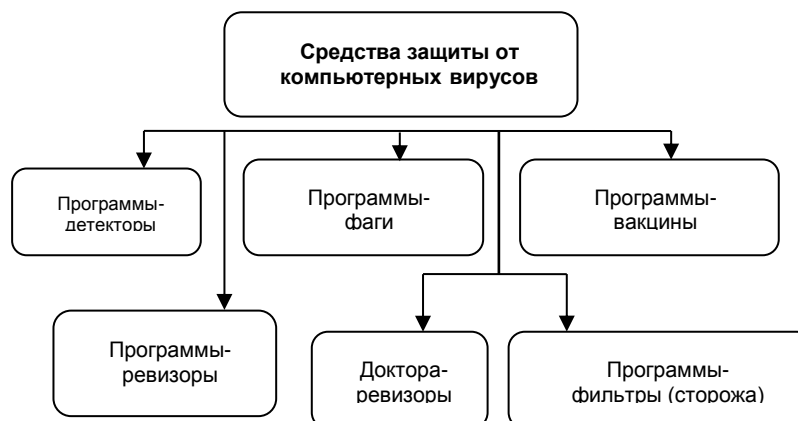 Средства защиты от
компьютерных вирусов
Программы-
детекторы
Программы-
фаги
Программы-
вакцины
Программы-
ревизоры
Доктора-
ревизоры
Программы-
фильтры (сторожа)